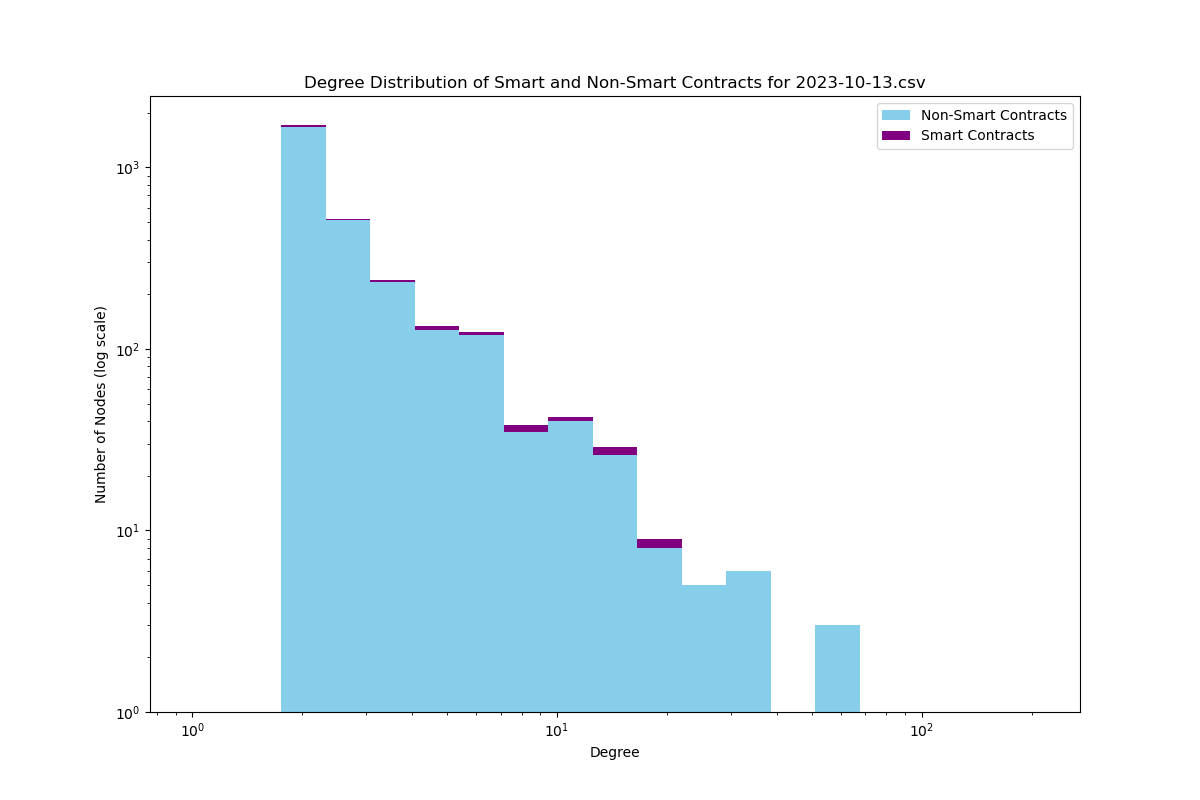 Degree Distribution of Smart and Non-Smart Contracts for 2023-10-13.csv
Non-Smart Contracts
Smart Contracts
Number of Nodes (log scale)
10³
10²
10¹
10⁰
10⁰ 10¹ 10²
Degree